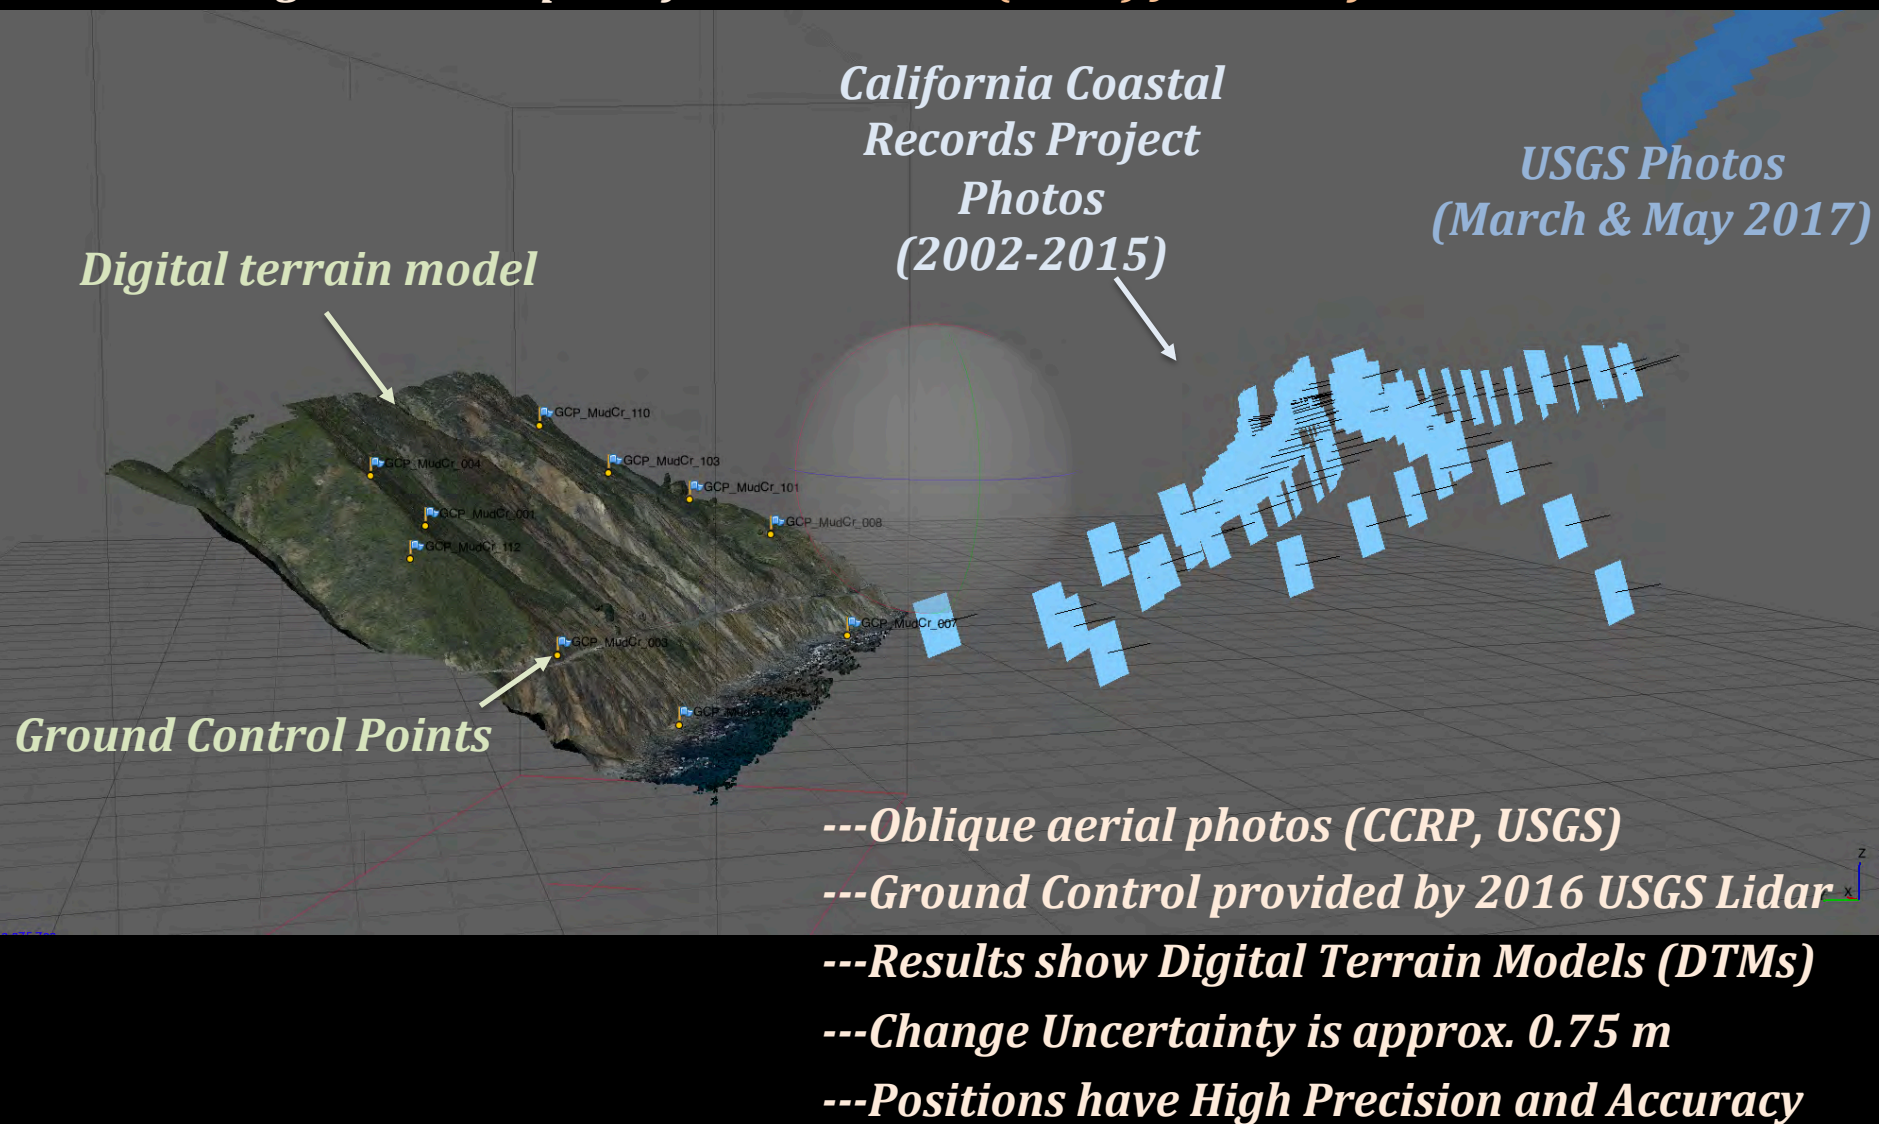 California Coastal
Records Project
Photos
(2002-2015)
USGS Photos
(March & May 2017)
Digital terrain model
GCP_MudCr_110
GCP_MudCr_004
GCP_MudCr_103
GCP_MudCr_101
GCP_MudCr_001
GCP_MudCr_008
GCP_MudCr_112
GCP_MudCr_007
GCP_MudCr_003
Ground Control Points
---Oblique aerial photos (CCRP, USGS)
---Ground Control provided by 2016 USGS Lidar
---Results show Digital Terrain Models (DTMs)
---Change Uncertainty is approx. 0.75 m
---Positions have High Precision and Accuracy
Z
X